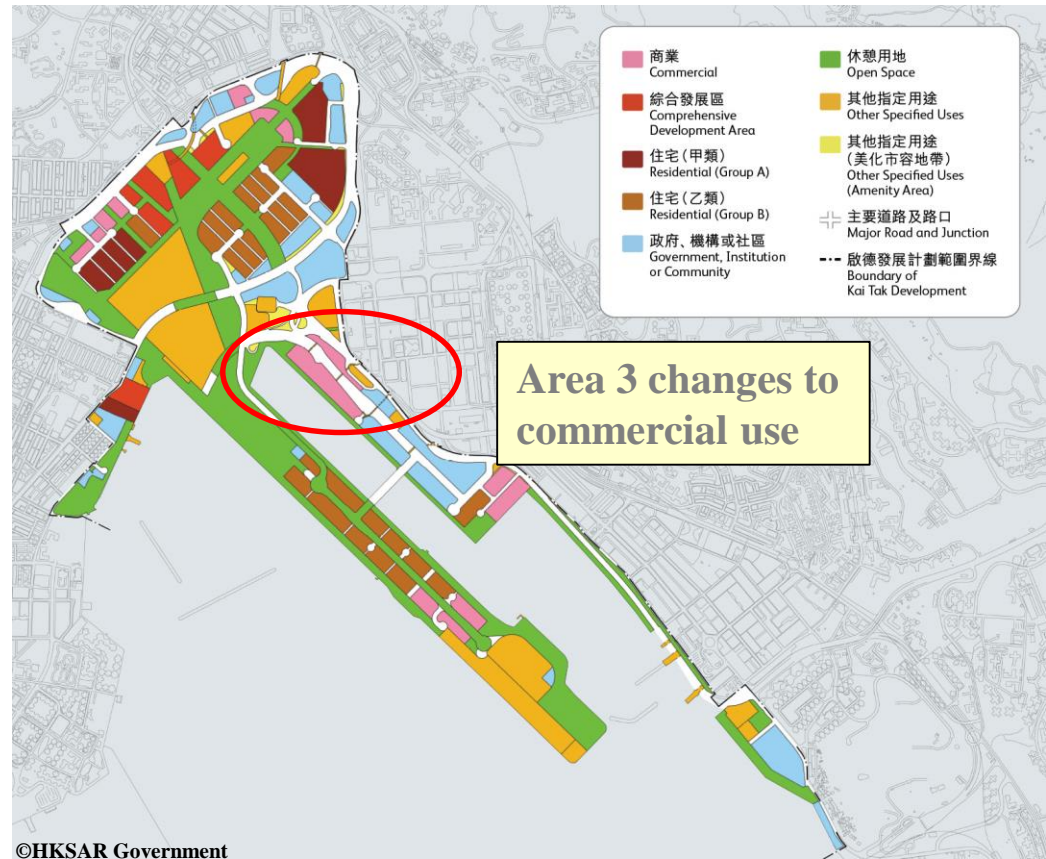 商業
Commercial
綜合發展區
Comprehensive
Development Area
住宅(甲類)
Residential (Group A)
住宅(乙類)
Residential (Group B)
政府、機構或社區
Government, Institution
or Community
休憩用地
Open Space
其他指定用途
Other Specified Uses
其他指定用途
(美化市容地帶)
Other Specified Uses
(Amenity Area)
主要道路及路口
Major Road and Junction
啟德發展計劃範圍界線
Boundary of
Kai Tak Development
Area 3 changes to
commercial use
©HKSAR Government